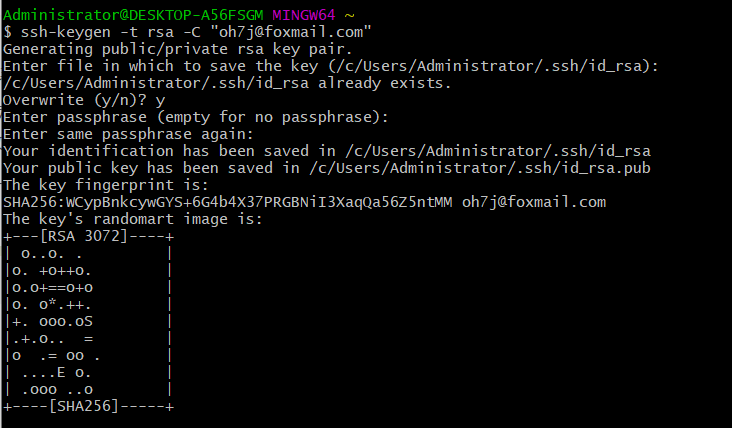 Administrator@DESKTOP-A56FSGM MINGW64 ~
$ ssh-keygen -t rsa -C "oh7j@foxmail.com"
Generating public/private rsa key pair.
Enter file in which to save the key (/c/Users/Administrator/.ssh/id_rsa):
/c/Users/Administrator/.ssh/id_rsa already exists.
Overwrite (y/n)? y
Enter passphrase (empty for no passphrase):
Enter same passphrase again:
Your identification has been saved in /c/Users/Administrator/.ssh/id_rsa
Your public key has been saved in /c/Users/Administrator/.ssh/id_rsa.pub
The key fingerprint is:
SHA256:WCypBnkcywGYS+6G4b4X37PRGBNiI3XaqQa56Z5ntMM oh7j@foxmail.com
The key's randomart image is:
+---[RSA 3072]----+
| o..o. .         |
|o. +o++o.        |
|o.o+==o+o        |
|o. o*.++.        |
|+. ooo.oS        |
|.+.o..  =        |
|o  .= oo .       |
| ....E o.        |
| .ooo ..o        |
+----[SHA256]-----+